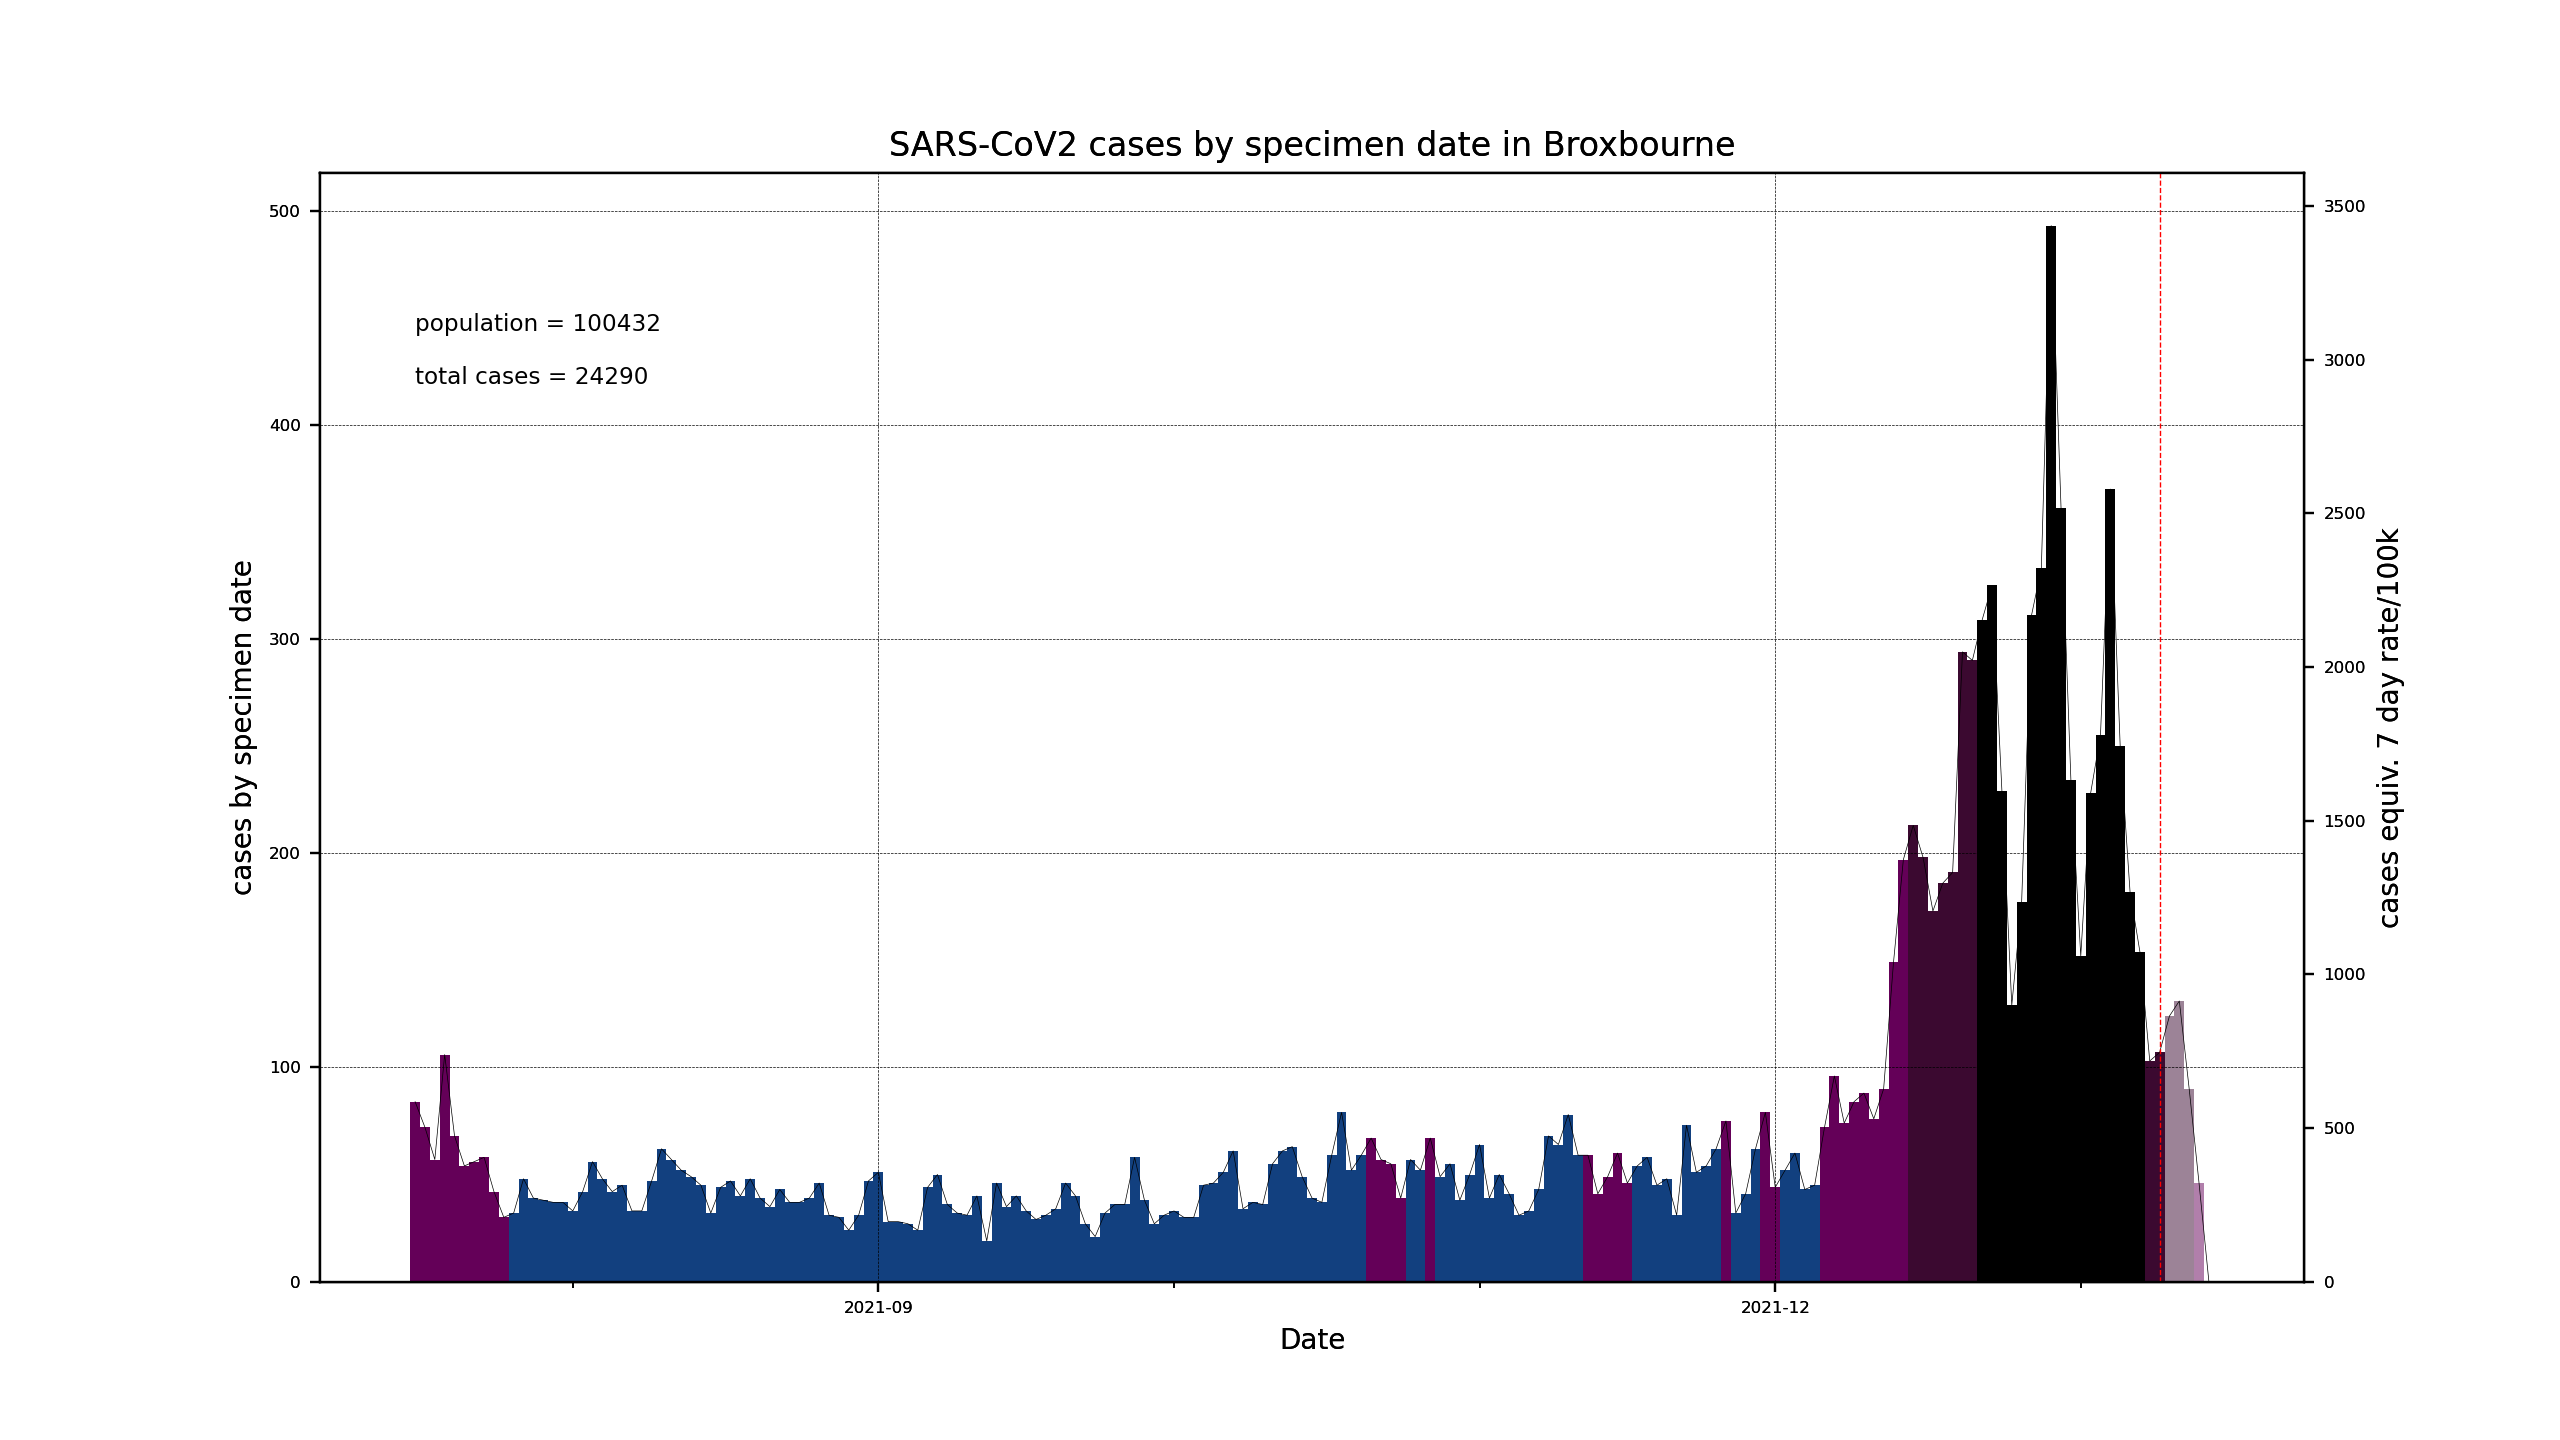 SARS-CoV2 cases by specimen date in Broxbourne
population = 100432
total cases = 24290
cases by specimen date
500
400
300
200
100
0
3500
3000
2500
2000
1500
1000
500
0
cases equiv. 7 day rate/100k
2021-09
2021-12
Date